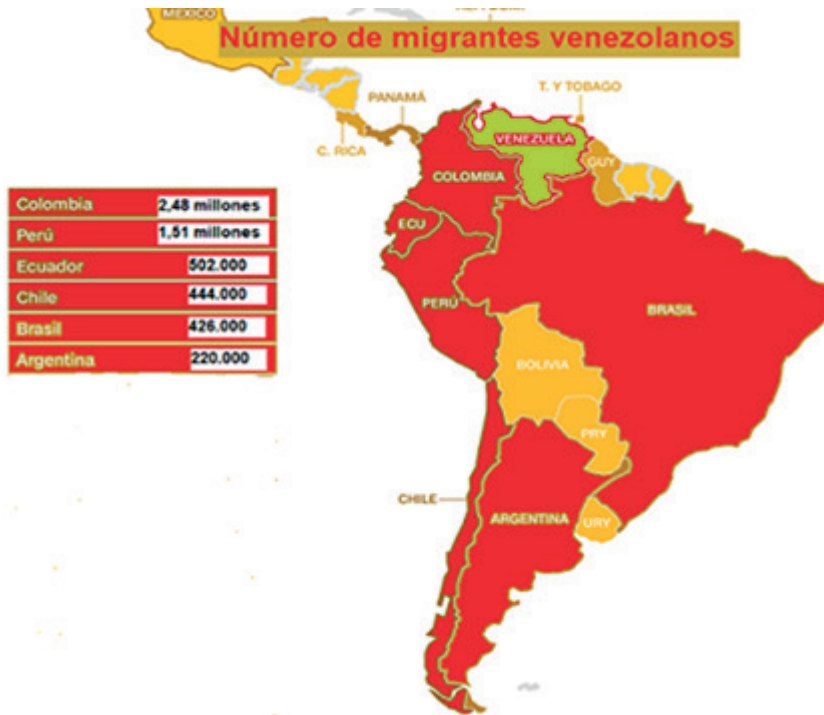 MÉXICO
Número de migrantes venezolanos
T. Y TOBAGO
PANAMÁ
VENEZUELA
C. RICA
GUY
COLOMBIA
Colombia 2,48 millones
Perú 1,51 millones
Ecuador 502.000
Chile 444.000
Brasil 426.000
Argentina 220.000
ECU
PERÚ
BRASIL
BOLIVIA
PRY
CHILE
ARGENTINA
URY